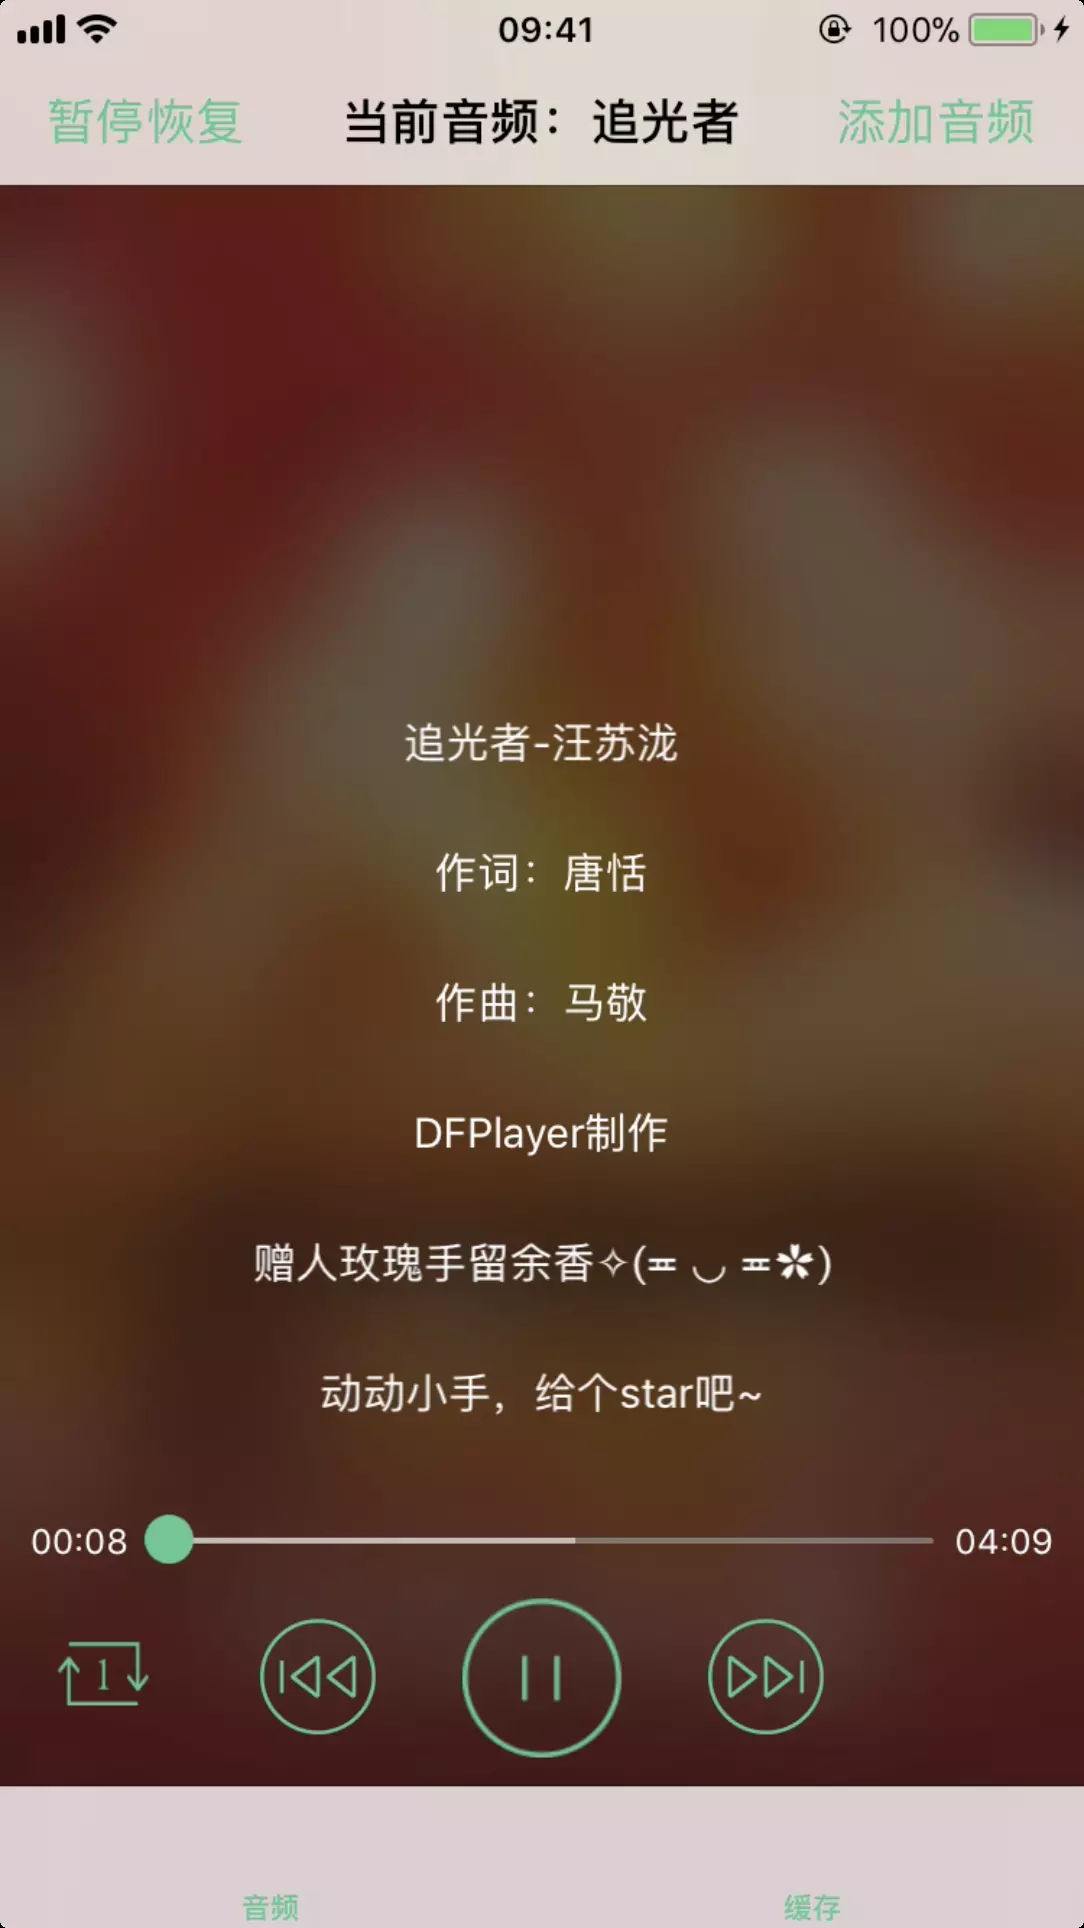 09:41
100%
暂停恢复
当前音频：追光者
添加音频
追光者-汪苏泷
作词：唐恬
作曲：马敬
DFPlayer制作
赠人玫瑰手留余香✧(≖ ◡ ≖✿)
动动小手，给个star吧~
00:08
04:09
1
音频
缓存